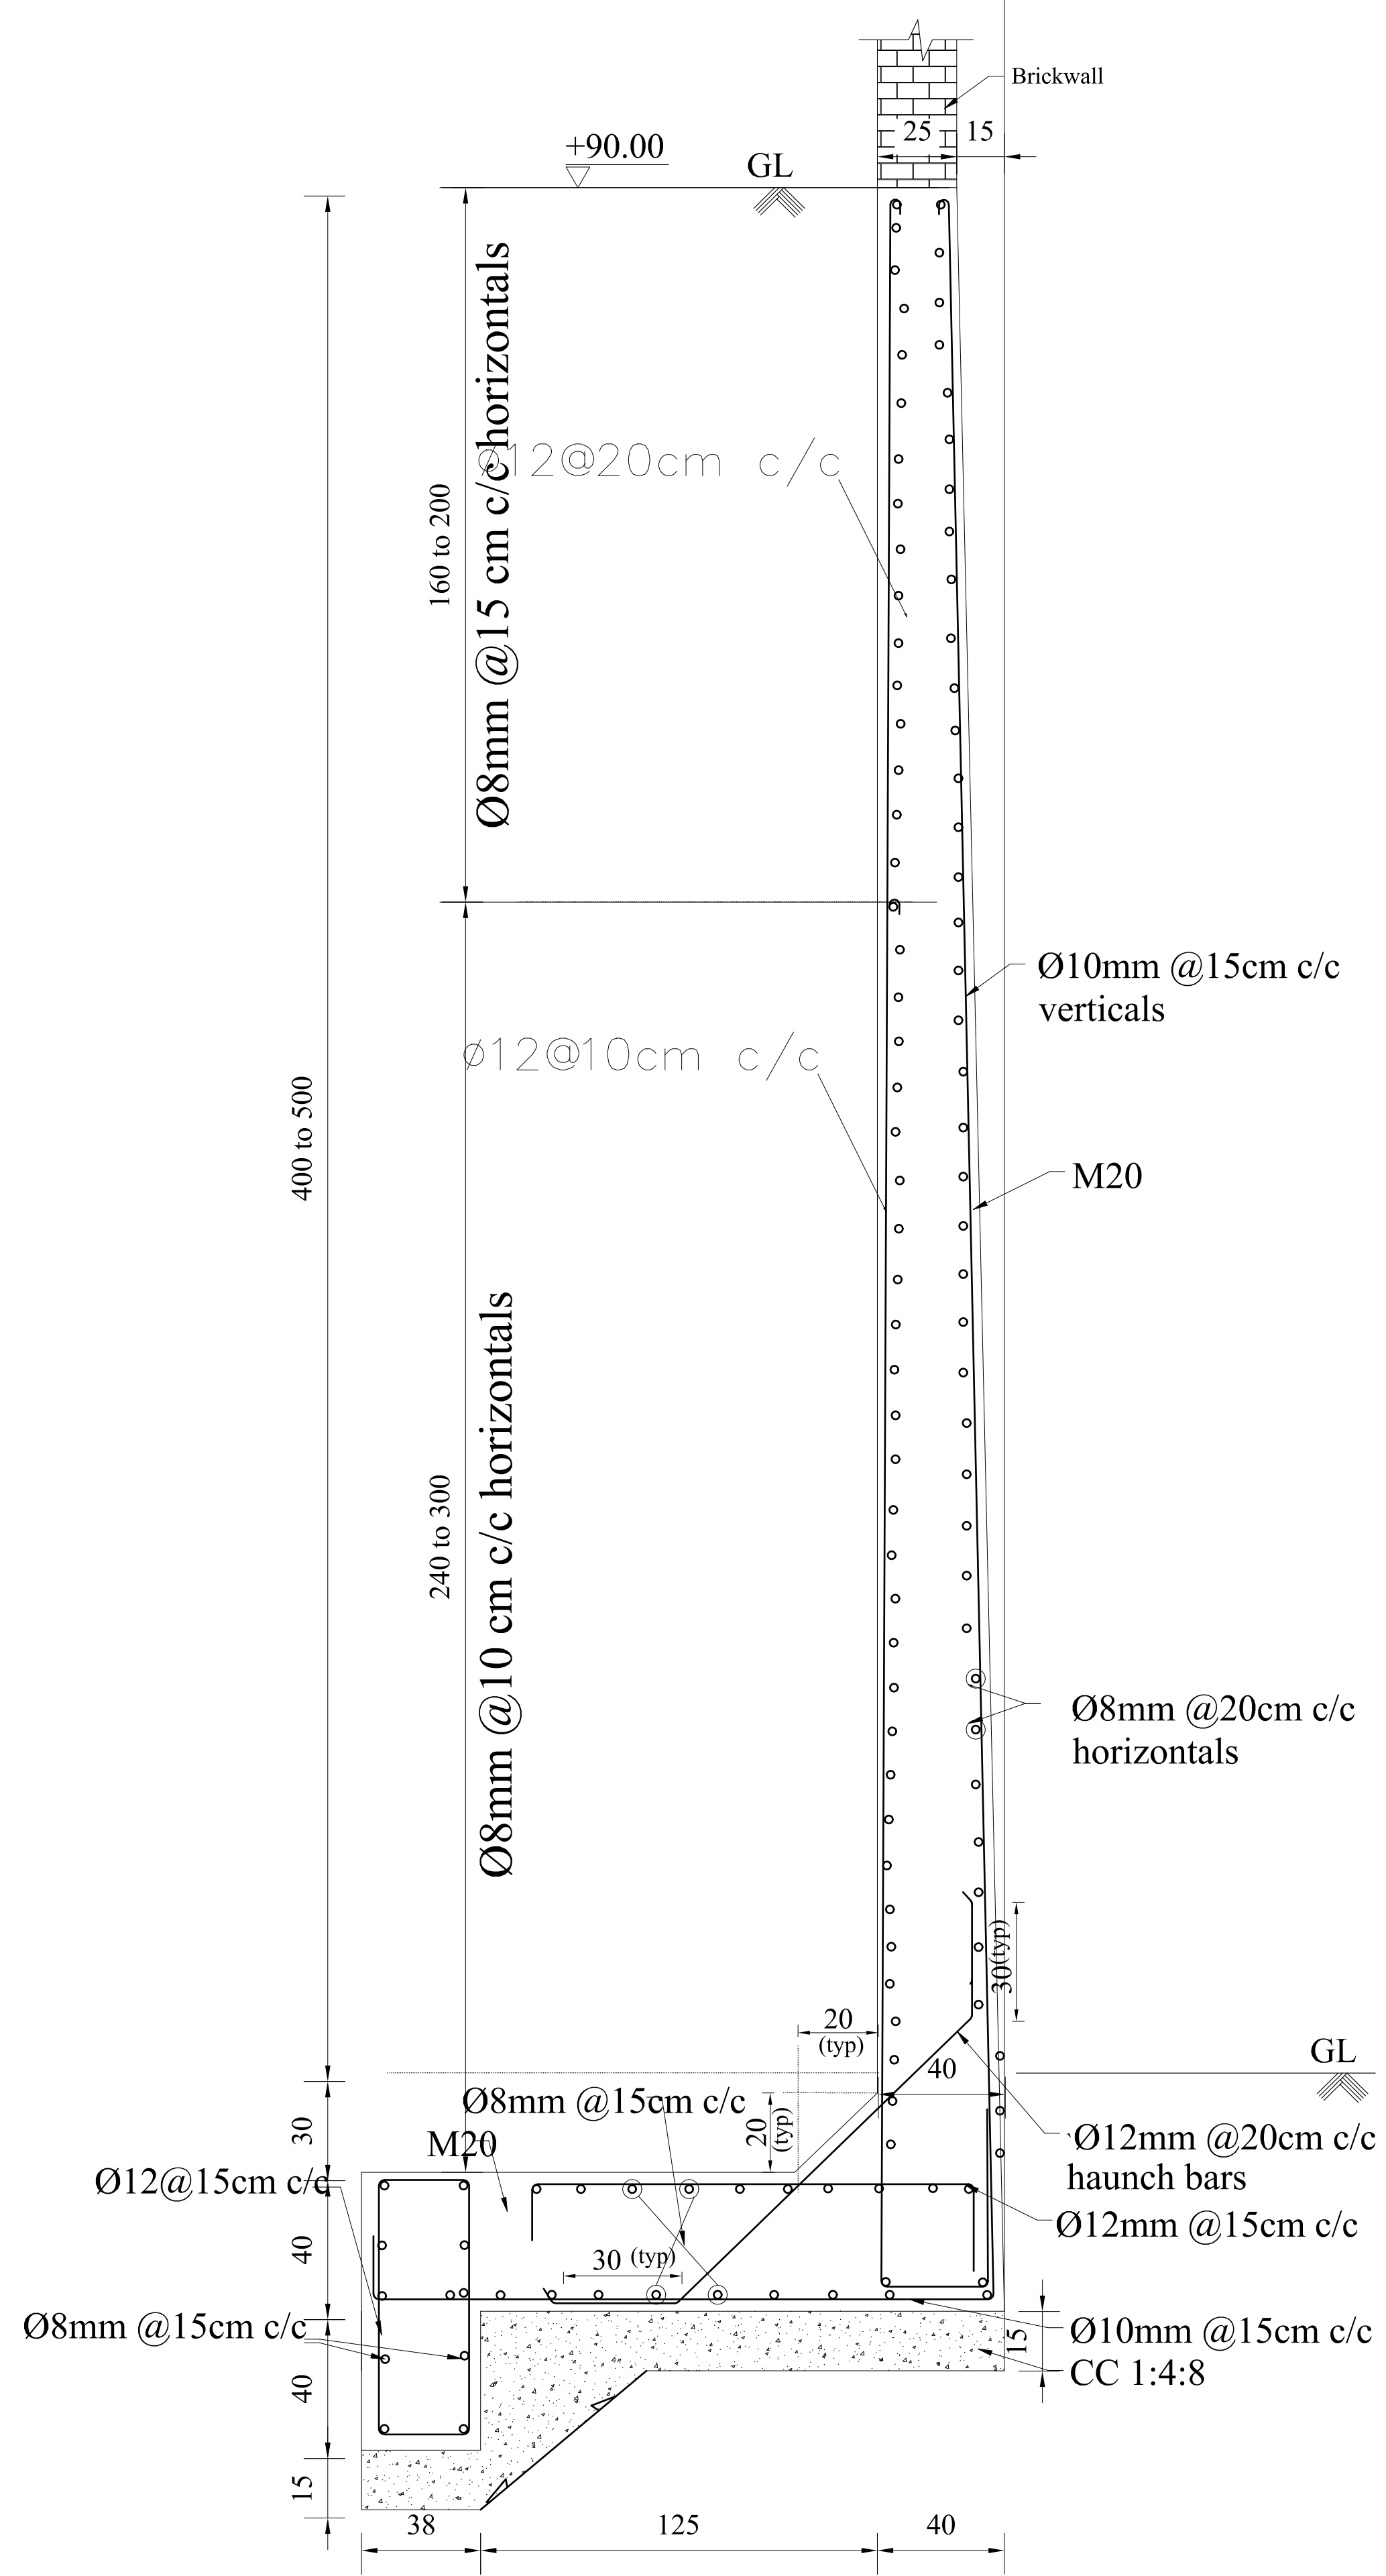 Brickwall
25
15
+90.00
GL
Ø8mm @15 cm c/c horizontals
ø12@20cm c/c
160 to 200
Ø10mm @15cm c/c
verticals
ø12@10cm c/c
400 to 500
M20
Ø8mm @10 cm c/c horizontals
240 to 300
Ø8mm @20cm c/c
horizontals
30(typ)
20
(typ)
GL
40
Ø8mm @15cm c/c
20
(typ)
30
M20
`Ø12mm @20cm c/c
haunch bars
Ø12@15cm c/c
Ø12mm @15cm c/c
40
30 (typ)
Ø8mm @15cm c/c
15
Ø10mm @15cm c/c
CC 1:4:8
40
15
38
125
40